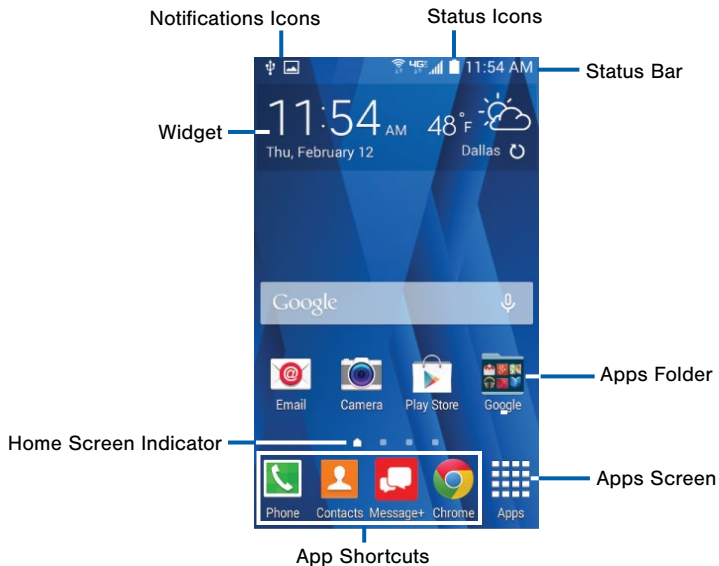 Notifications Icons
Status Icons
4G 11:54 AM
Status Bar
Widget
11:54 AM 48°F
Thu, February 12 Dallas
Google
Email Camera Play Store Google
Apps Folder
Home Screen Indicator
Phone Contacts Message+ Chrome Apps
Apps Screen
App Shortcuts